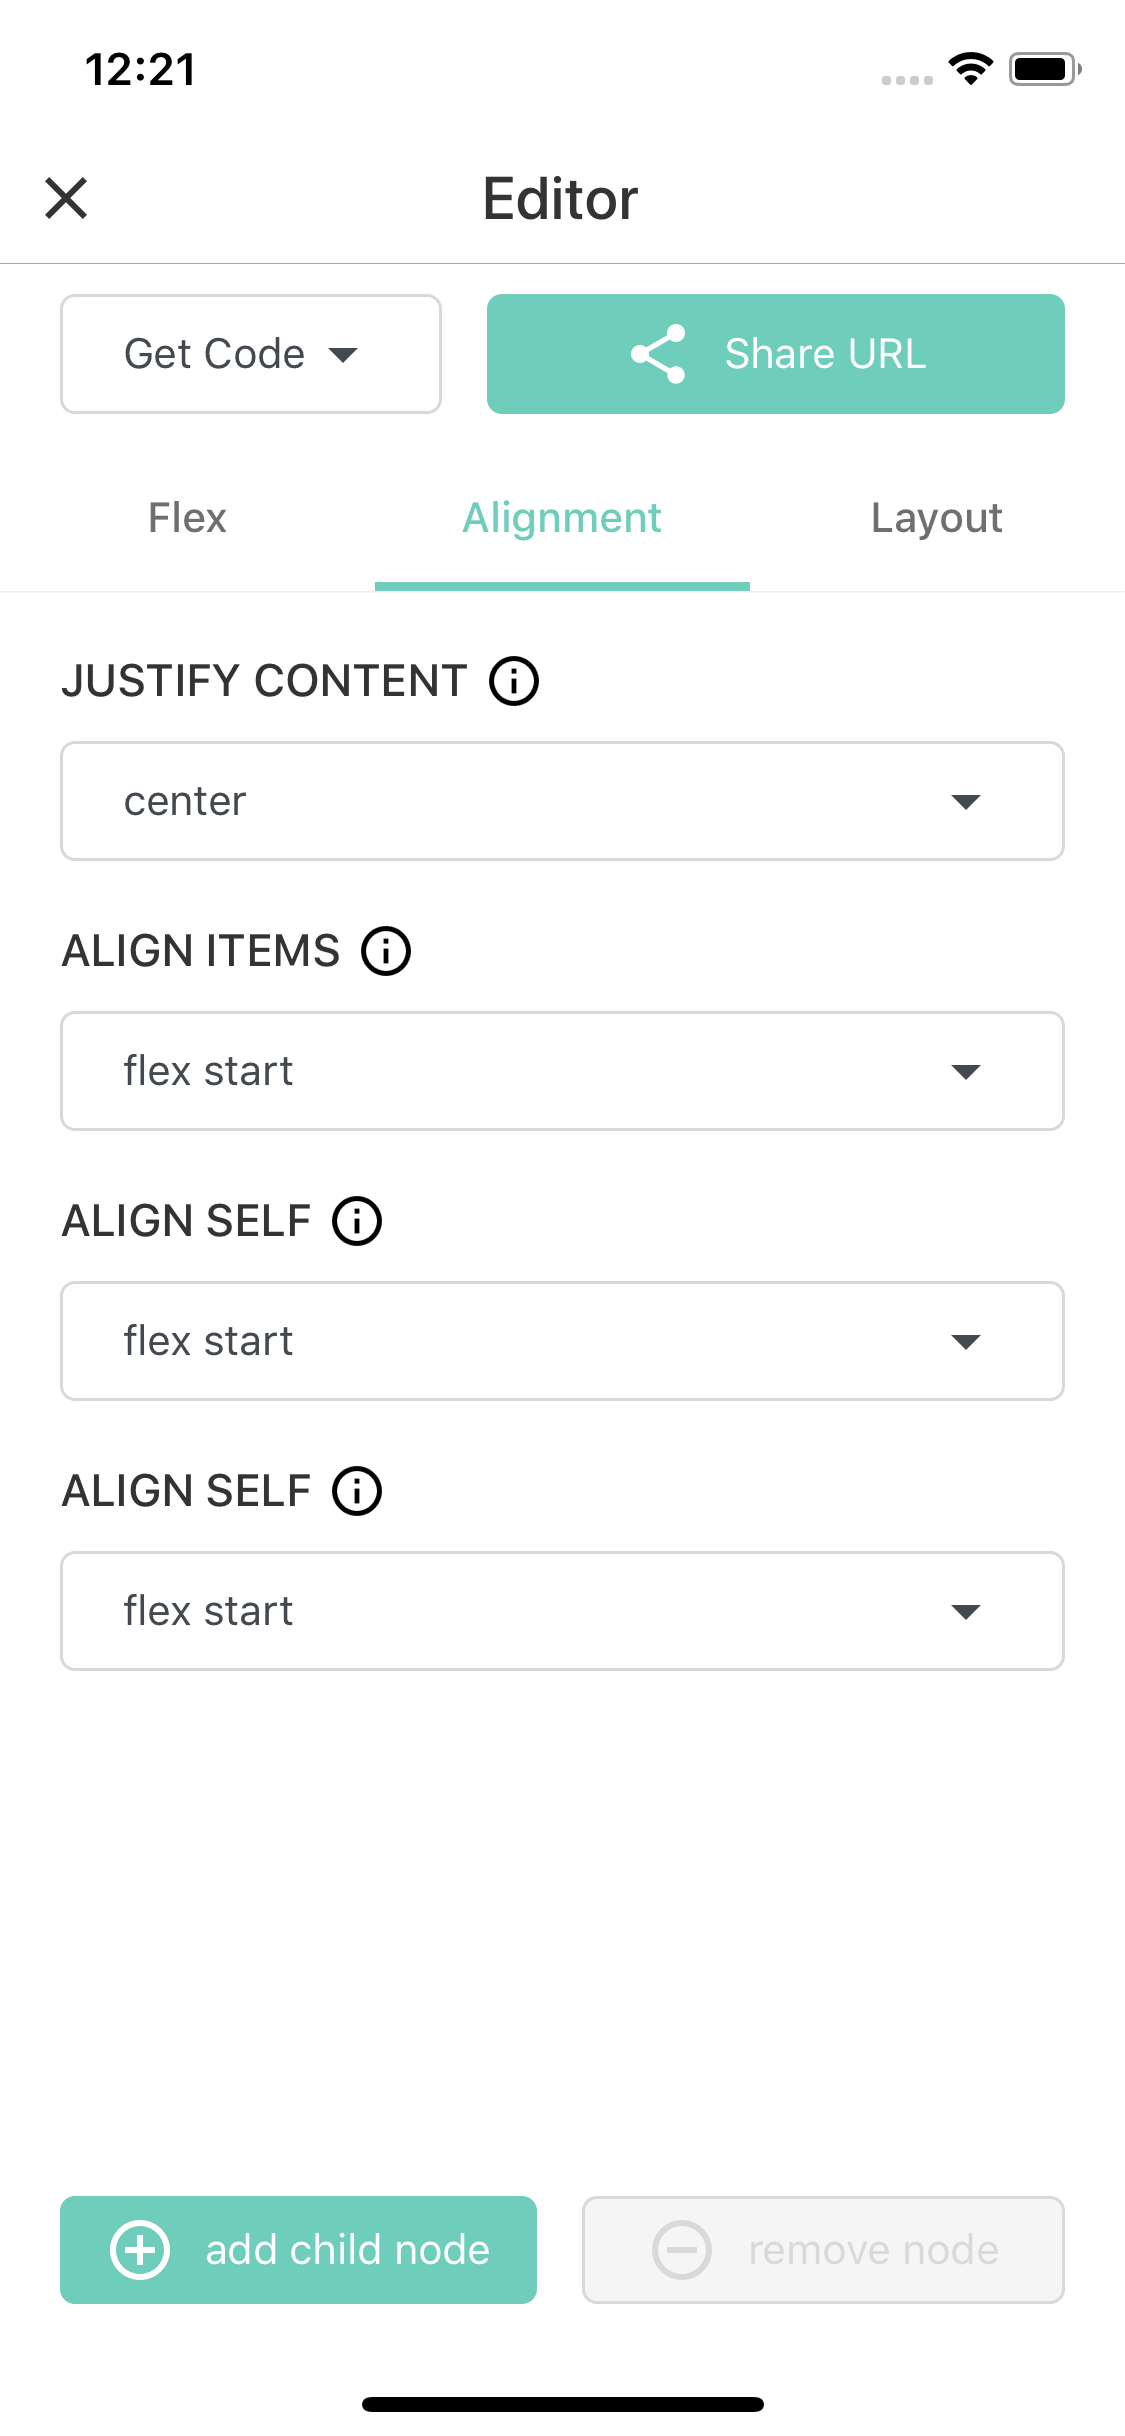 12:21
Editor
Get Code
Share URL
Flex
Alignment
Layout
JUSTIFY CONTENT
center
ALIGN ITEMS
flex start
ALIGN SELF
flex start
ALIGN SELF
flex start
add child node
remove node